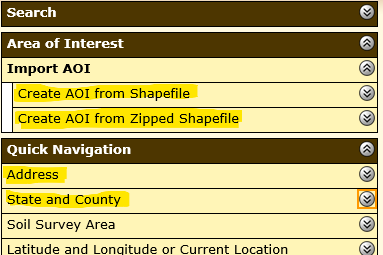 Search
Area of Interest
Import AOI
Create AOI from Shapefile
Create AOI from Zipped Shapefile
Quick Navigation
Address
State and County
Soil Survey Area
Latitude and Longitude or Current Location